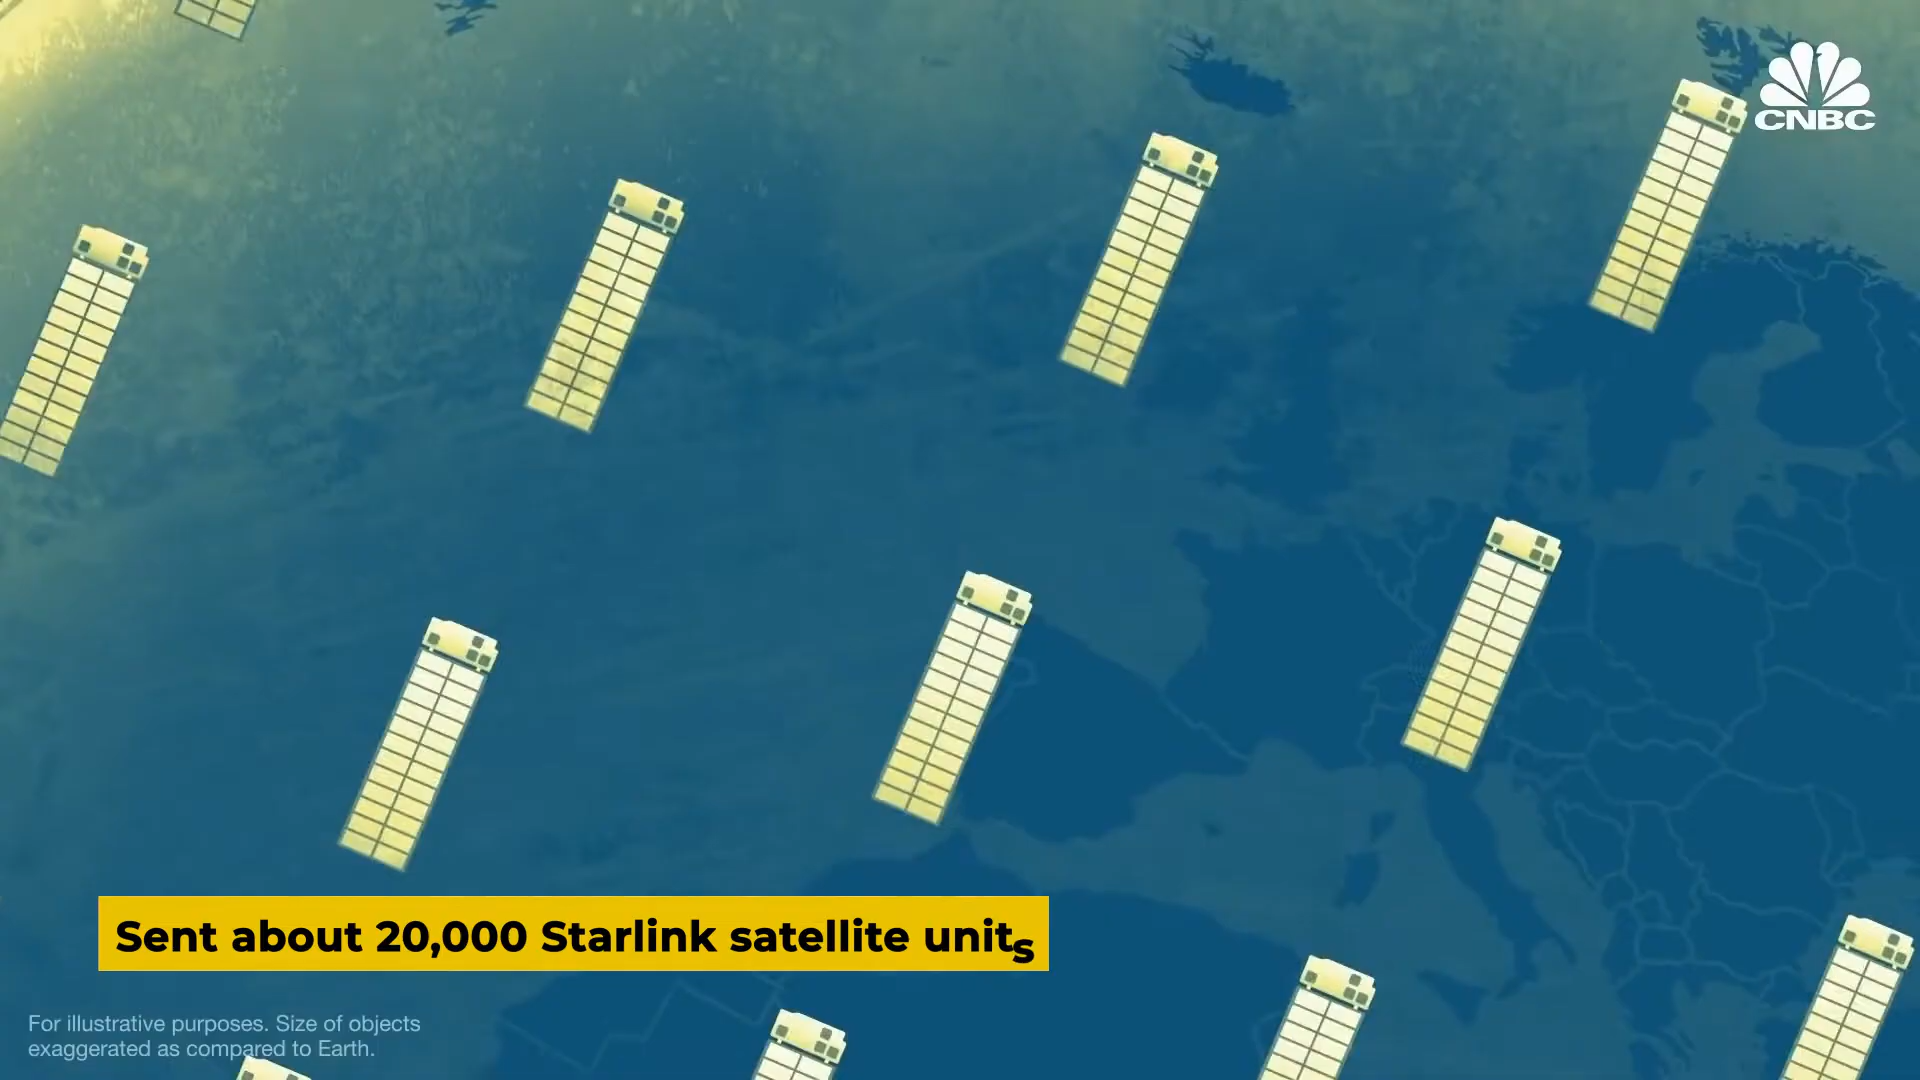 CNBC
Sent about 20,000 Starlink satellite units
For illustrative purposes. Size of objects
exaggerated as compared to Earth.